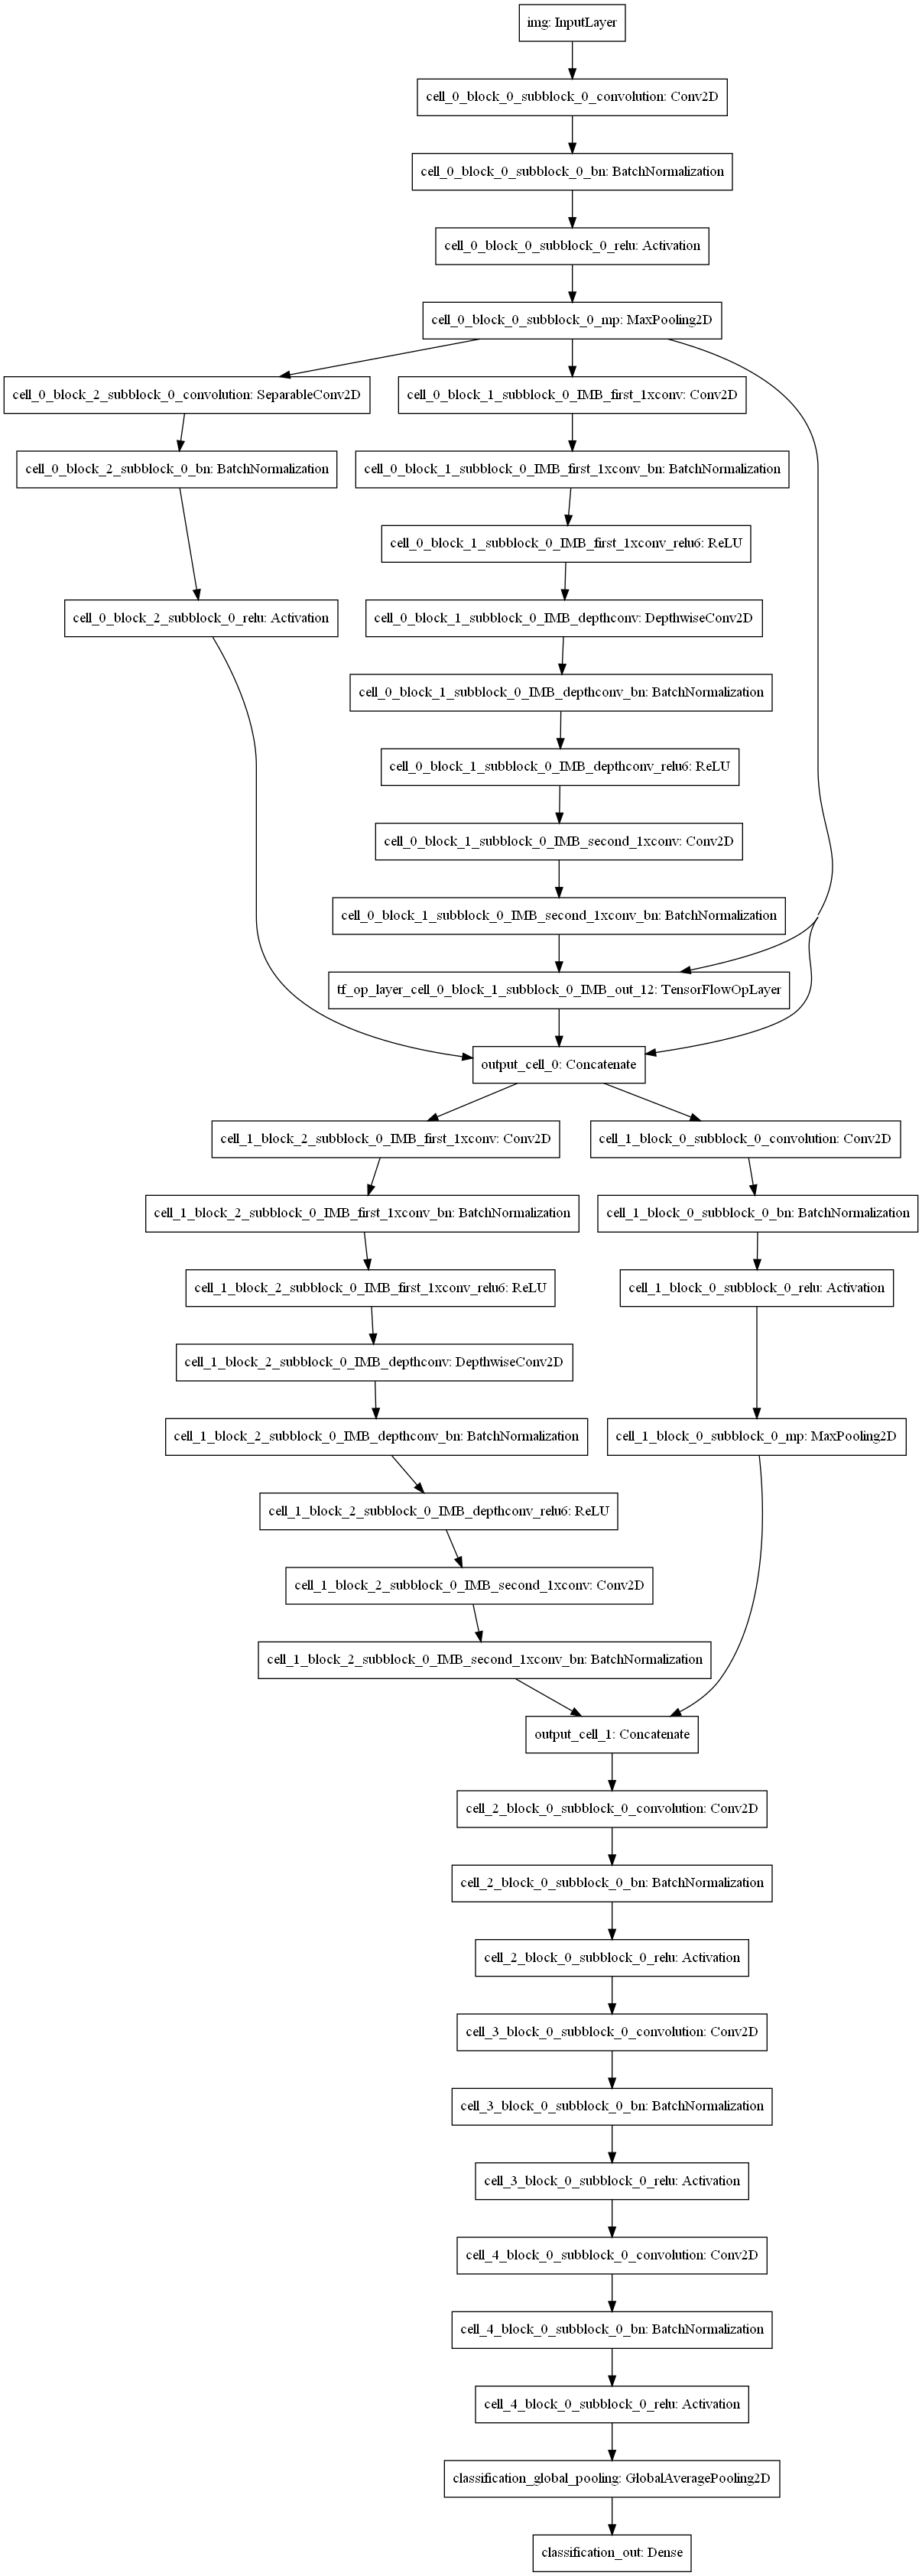 img: InputLayer
cell_0_block_0_subblock_0_convolution: Conv2D
cell_0_block_0_subblock_0_bn: BatchNormalization
cell_0_block_0_subblock_0_relu: Activation
cell_0_block_0_subblock_0_mp: MaxPooling2D
cell_0_block_2_subblock_0_convolution: SeparableConv2D
cell_0_block_1_subblock_0_IMB_first_1xconv: Conv2D
cell_0_block_2_subblock_0_bn: BatchNormalization
cell_0_block_1_subblock_0_IMB_first_1xconv_bn: BatchNormalization
cell_0_block_1_subblock_0_IMB_first_1xconv_relu6: ReLU
cell_0_block_2_subblock_0_relu: Activation
cell_0_block_1_subblock_0_IMB_depthconv: DepthwiseConv2D
cell_0_block_1_subblock_0_IMB_depthconv_bn: BatchNormalization
cell_0_block_1_subblock_0_IMB_depthconv_relu6: ReLU
cell_0_block_1_subblock_0_IMB_second_1xconv: Conv2D
cell_0_block_1_subblock_0_IMB_second_1xconv_bn: BatchNormalization
tf_op_layer_cell_0_block_1_subblock_0_IMB_out_12: TensorFlowOpLayer
output_cell_0: Concatenate
cell_1_block_2_subblock_0_IMB_first_1xconv: Conv2D
cell_1_block_0_subblock_0_convolution: Conv2D
cell_1_block_2_subblock_0_IMB_first_1xconv_bn: BatchNormalization
cell_1_block_0_subblock_0_bn: BatchNormalization
cell_1_block_2_subblock_0_IMB_first_1xconv_relu6: ReLU
cell_1_block_0_subblock_0_relu: Activation
cell_1_block_2_subblock_0_IMB_depthconv: DepthwiseConv2D
cell_1_block_2_subblock_0_IMB_depthconv_bn: BatchNormalization
cell_1_block_0_subblock_0_mp: MaxPooling2D
cell_1_block_2_subblock_0_IMB_depthconv_relu6: ReLU
cell_1_block_2_subblock_0_IMB_second_1xconv: Conv2D
cell_1_block_2_subblock_0_IMB_second_1xconv_bn: BatchNormalization
output_cell_1: Concatenate
cell_2_block_0_subblock_0_convolution: Conv2D
cell_2_block_0_subblock_0_bn: BatchNormalization
cell_2_block_0_subblock_0_relu: Activation
cell_3_block_0_subblock_0_convolution: Conv2D
cell_3_block_0_subblock_0_bn: BatchNormalization
cell_3_block_0_subblock_0_relu: Activation
cell_4_block_0_subblock_0_convolution: Conv2D
cell_4_block_0_subblock_0_bn: BatchNormalization
cell_4_block_0_subblock_0_relu: Activation
classification_global_pooling: GlobalAveragePooling2D
classification_out: Dense